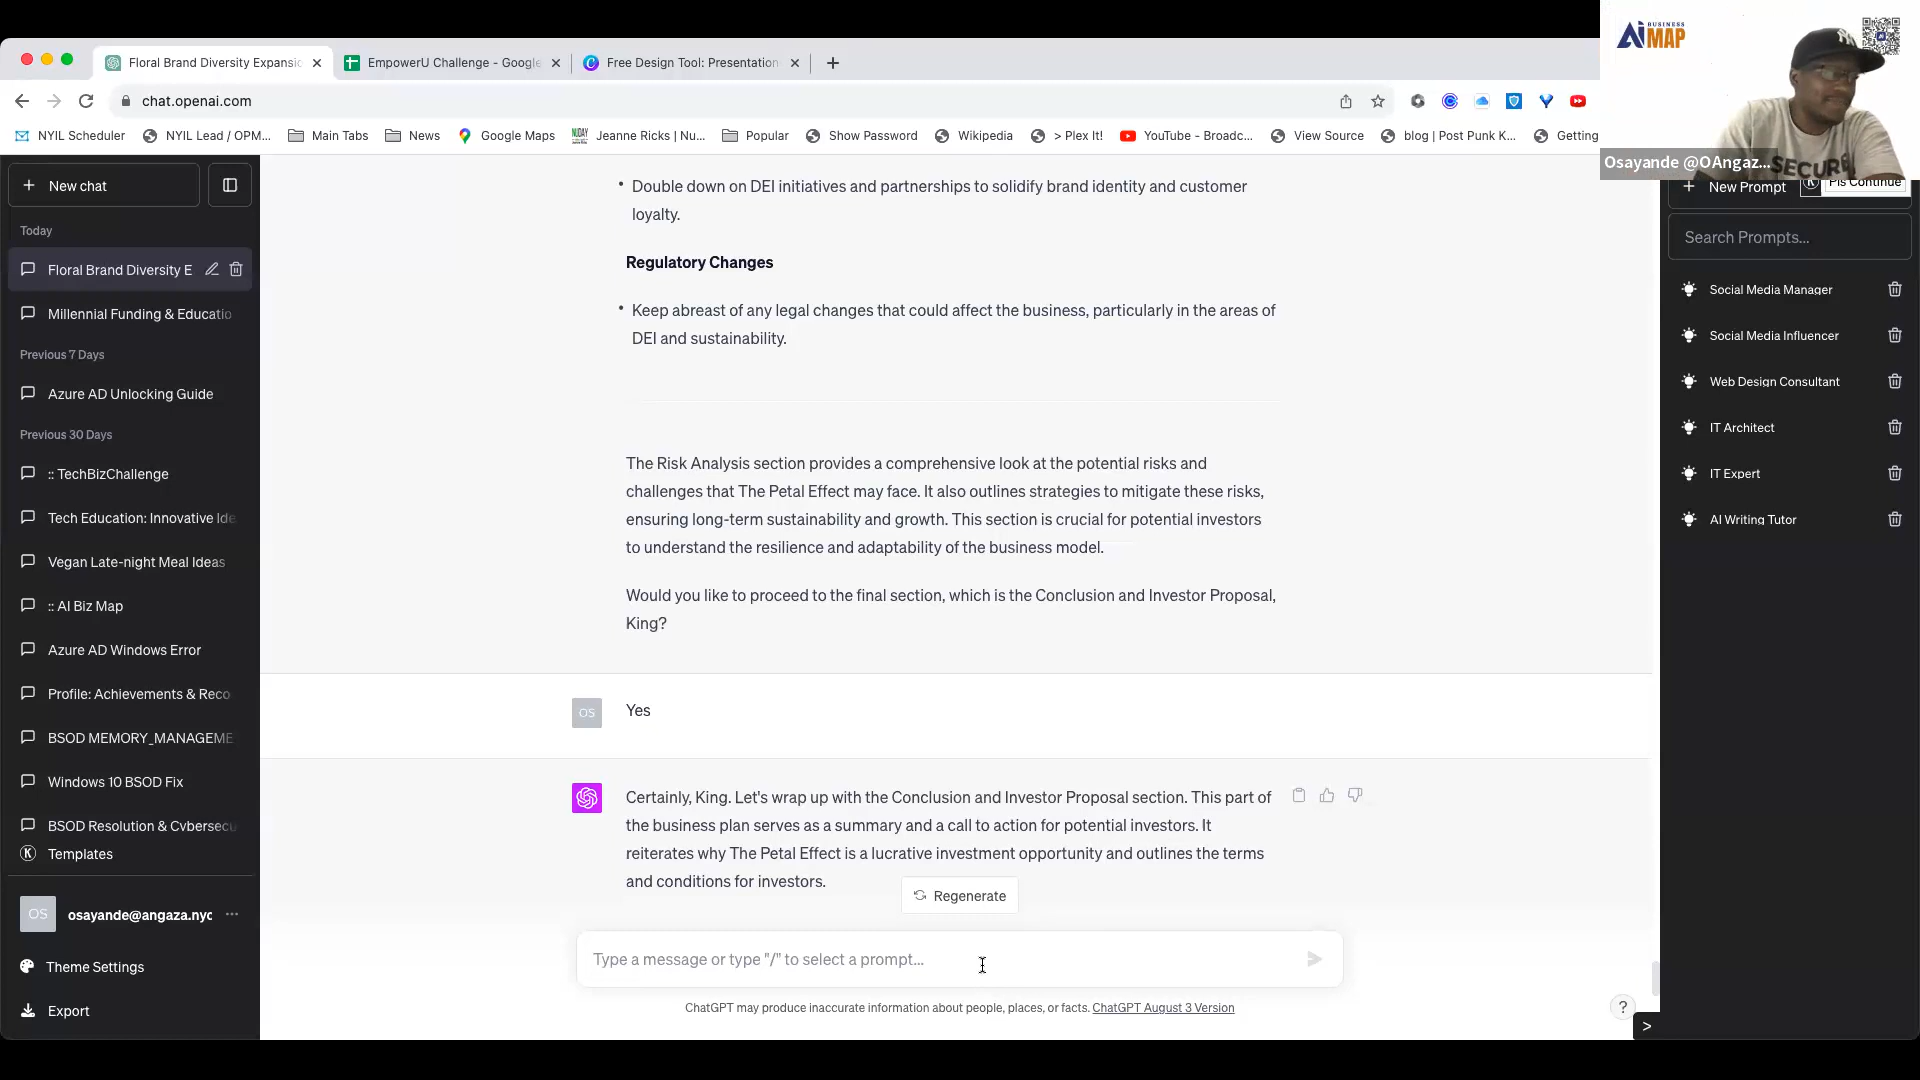 BUSINESS
Ai MAP
Floral Brand Diversity Expansio
EmpowerU Challenge - Google
Free Design Tool: Presentation
chat.openai.com
NYIL Scheduler
NYIL Lead / OPM...
Main Tabs
News
Google Maps
Jeanne Ricks | Nu...
Popular
Show Password
Wikipedia
> Plex It!
YouTube - Broadc...
View Source
blog | Post Punk K...
Getting
Osayande @OAngaz...
SECURE
New chat
Today
Floral Brand Diversity E
Millennial Funding & Educatio
Previous 7 Days
Azure AD Unlocking Guide
Previous 30 Days
:: TechBizChallenge
Tech Education: Innovative Ide
Vegan Late-night Meal Ideas
:: AI Biz Map
Azure AD Windows Error
Profile: Achievements & Reco
BSOD MEMORY_MANAGEME
Windows 10 BSOD Fix
BSOD Resolution & Cybersecu
Templates
OS
osayande@angaza.nyc
Theme Settings
Export
• Double down on DEI initiatives and partnerships to solidify brand identity and customer
loyalty.
Regulatory Changes
• Keep abreast of any legal changes that could affect the business, particularly in the areas of
DEI and sustainability.
The Risk Analysis section provides a comprehensive look at the potential risks and
challenges that The Petal Effect may face. It also outlines strategies to mitigate these risks,
ensuring long-term sustainability and growth. This section is crucial for potential investors
to understand the resilience and adaptability of the business model.
Would you like to proceed to the final section, which is the Conclusion and Investor Proposal,
King?
OS
Yes
Certainly, King. Let's wrap up with the Conclusion and Investor Proposal section. This part of
the business plan serves as a summary and a call to action for potential investors. It
reiterates why The Petal Effect is a lucrative investment opportunity and outlines the terms
and conditions for investors.
Regenerate
Type a message or type "/" to select a prompt...
ChatGPT may produce inaccurate information about people, places, or facts. ChatGPT August 3 Version
?
>
New Prompt
Pls Continue
Search Prompts...
Social Media Manager
Social Media Influencer
Web Design Consultant
IT Architect
IT Expert
AI Writing Tutor